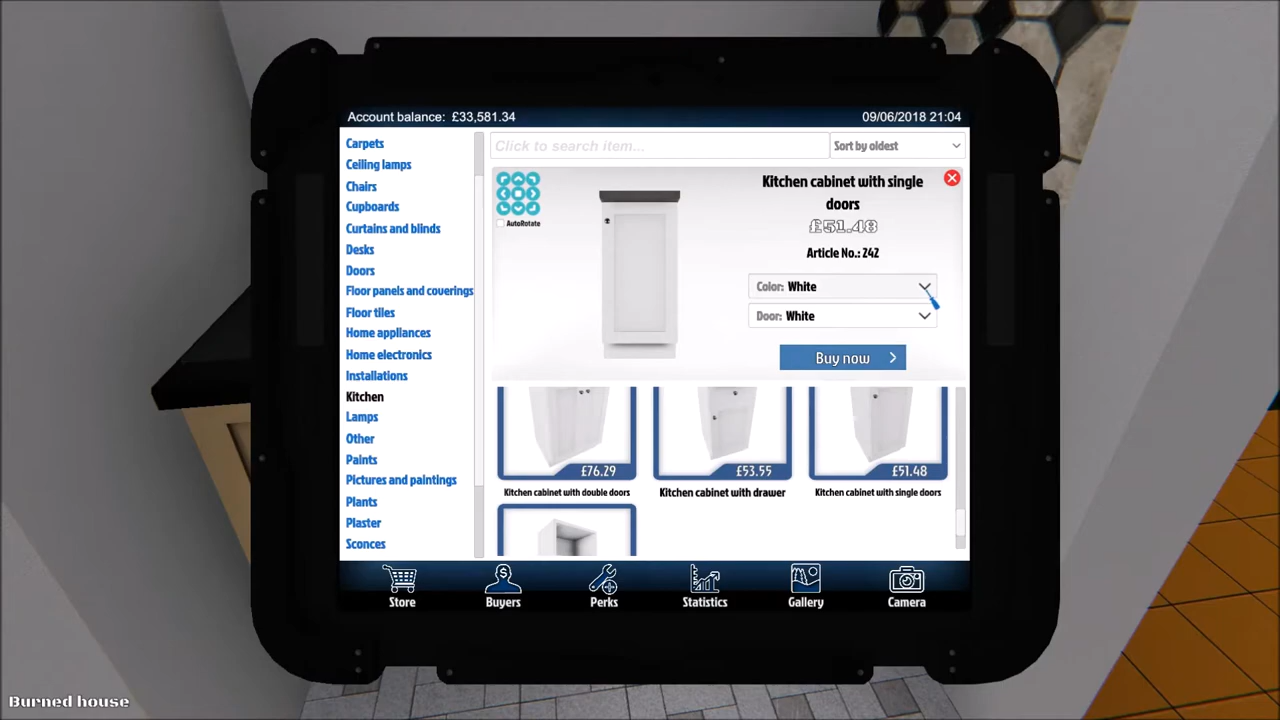 Account balance: £33,581.34
09/06/2018 21:04
Carpets
Ceiling lamps
Chairs
Cupboards
Curtains and blinds
Desks
Doors
Floor panels and coverings
Floor tiles
Home appliances
Home electronics
Installations
Kitchen
Lamps
Other
Paints
Pictures and paintings
Plants
Plaster
Sconces
Click to search item...
Sort by oldest
AutoRotate
Kitchen cabinet with single
doors
£51.48
Article No.: 242
Color: White
Door: White
Buy now
£76.29
£53.55
£51.48
Kitchen cabinet with double doors
Kitchen cabinet with drawer
Kitchen cabinet with single doors
Store
Buyers
Perks
Statistics
Gallery
Camera
Burned house